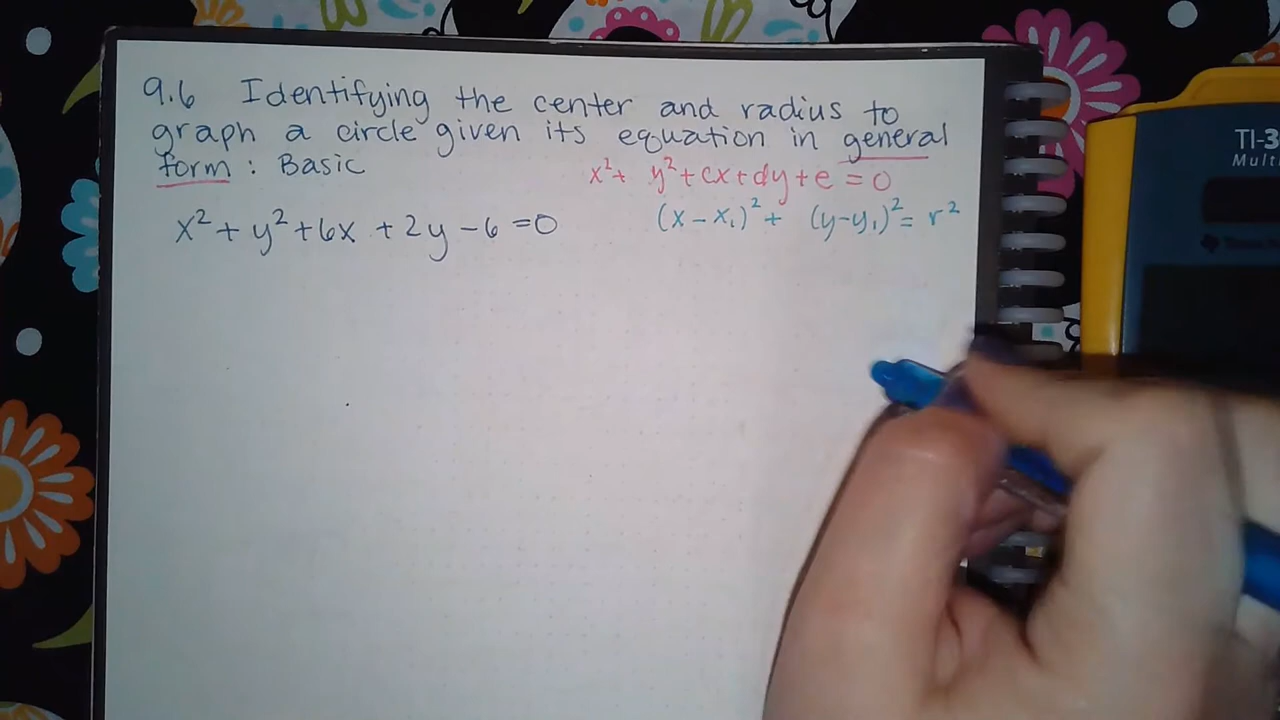 9.6 Identifying the center and radius to
graph a circle given its equation in general
form : Basic
x²+ y²+cx+dy+e=0
x²+y²+6x +2y-6=0
(x-x₁)²+ (y-y₁)²= r²
TI-3
Multi